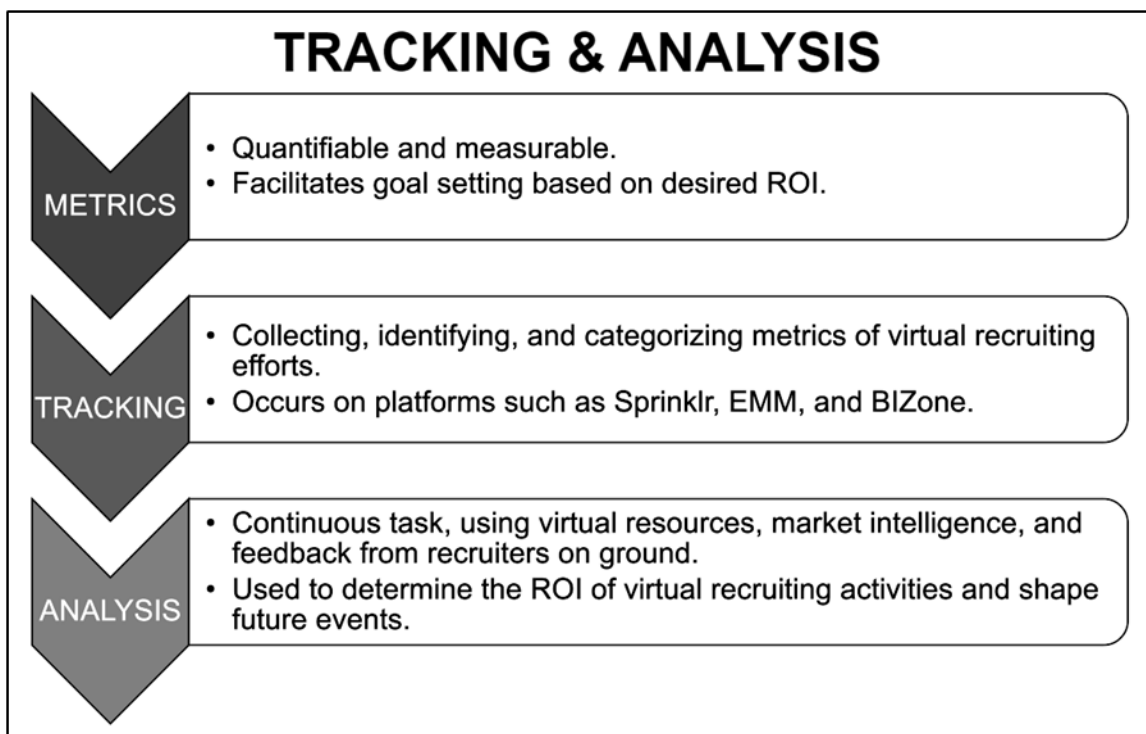 TRACKING & ANALYSIS
METRICS
• Quantifiable and measurable.
• Facilitates goal setting based on desired ROI.
TRACKING
• Collecting, identifying, and categorizing metrics of virtual recruiting
efforts.
• Occurs on platforms such as Sprinklr, EMM, and BIZone.
ANALYSIS
• Continuous task, using virtual resources, market intelligence, and
feedback from recruiters on ground.
• Used to determine the ROI of virtual recruiting activities and shape
future events.